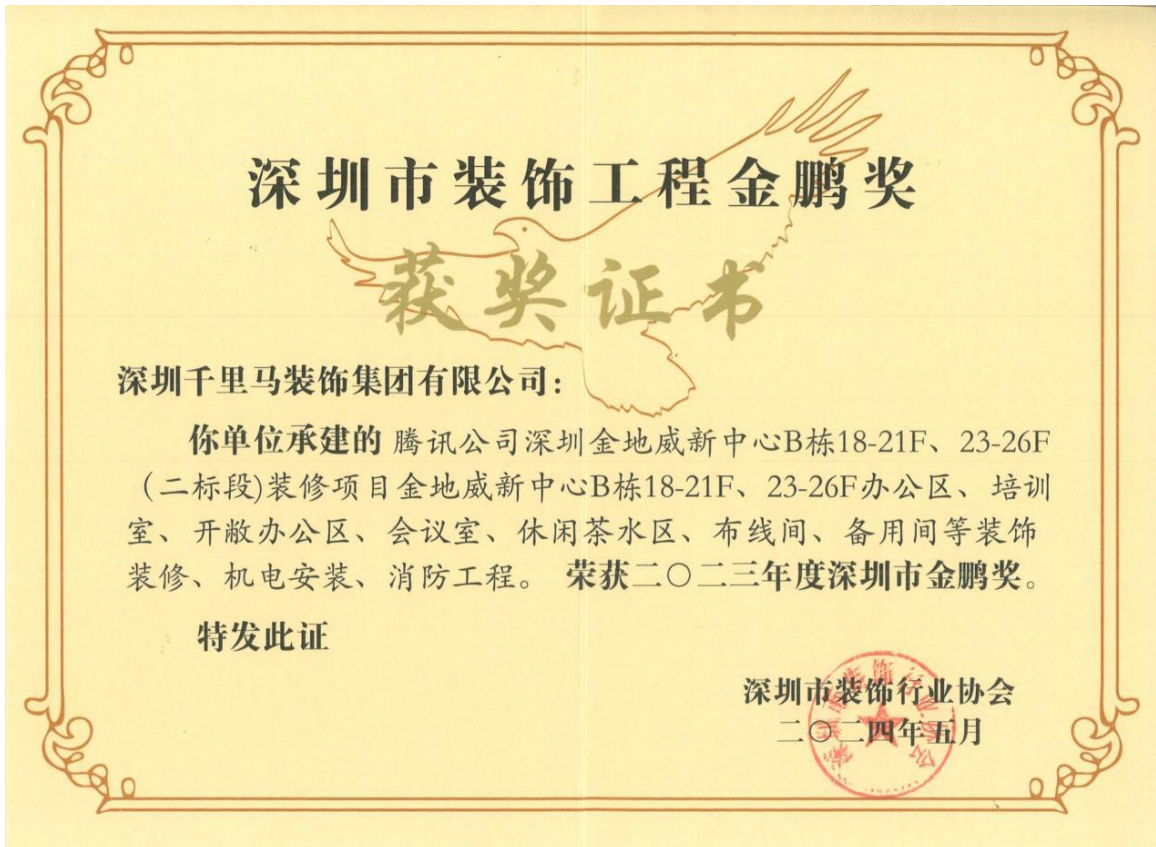 深圳市装饰工程金鹏奖
获奖证书
深圳千里马装饰集团有限公司：
你单位承建的 腾讯公司深圳金地威新中心B栋18-21F、23-26F
（二标段)装修项目金地威新中心B栋18-21F、23-26F办公区、培训
室、开敞办公区、会议室、休闲茶水区、布线间、备用间等装饰
装修、机电安装、消防工程。 荣获二〇二三年度深圳市金鹏奖。
特发此证
深圳市装饰行业协会
二〇二四年五月